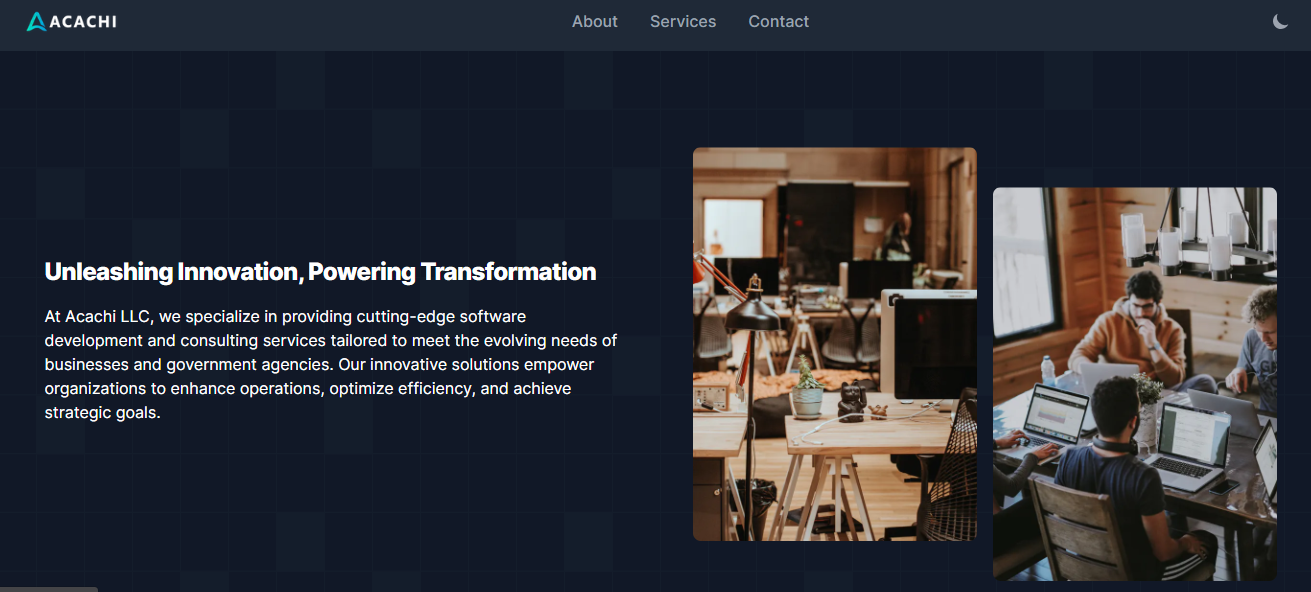 ACACHI
About Services Contact
Unleashing Innovation, Powering Transformation
At Acachi LLC, we specialize in providing cutting-edge software
development and consulting services tailored to meet the evolving needs of
businesses and government agencies. Our innovative solutions empower
organizations to enhance operations, optimize efficiency, and achieve
strategic goals.